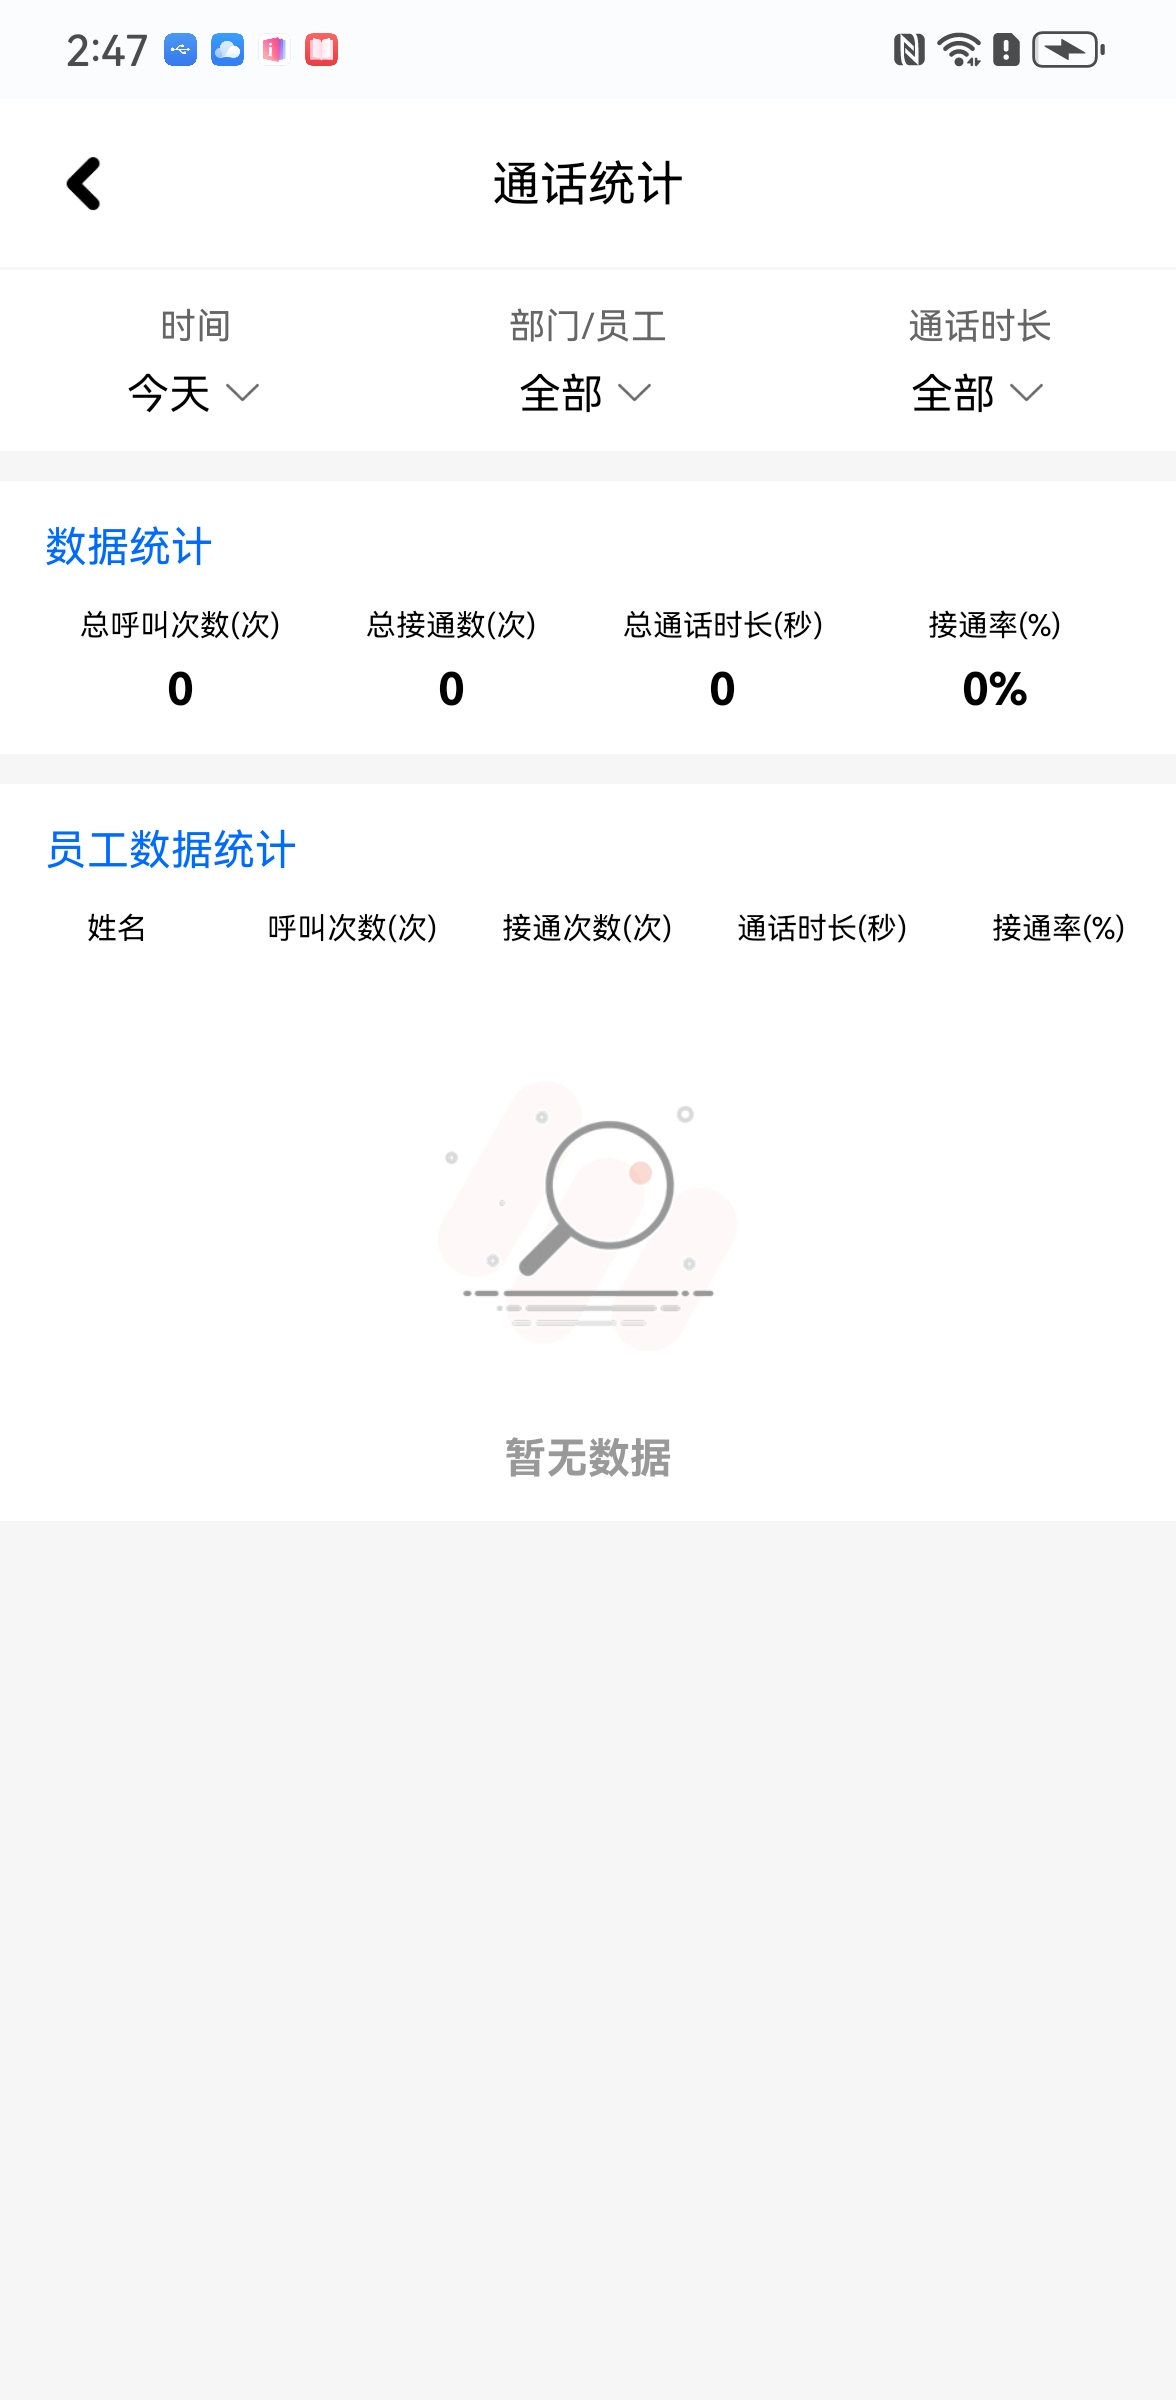 2:47
通话统计
时间 部门/员工 通话时长
今天 全部 全部
数据统计
总呼叫次数(次) 总接通数(次) 总通话时长(秒) 接通率(%)
0 0 0 0%
员工数据统计
姓名 呼叫次数(次) 接通次数(次) 通话时长(秒) 接通率(%)
暂无数据